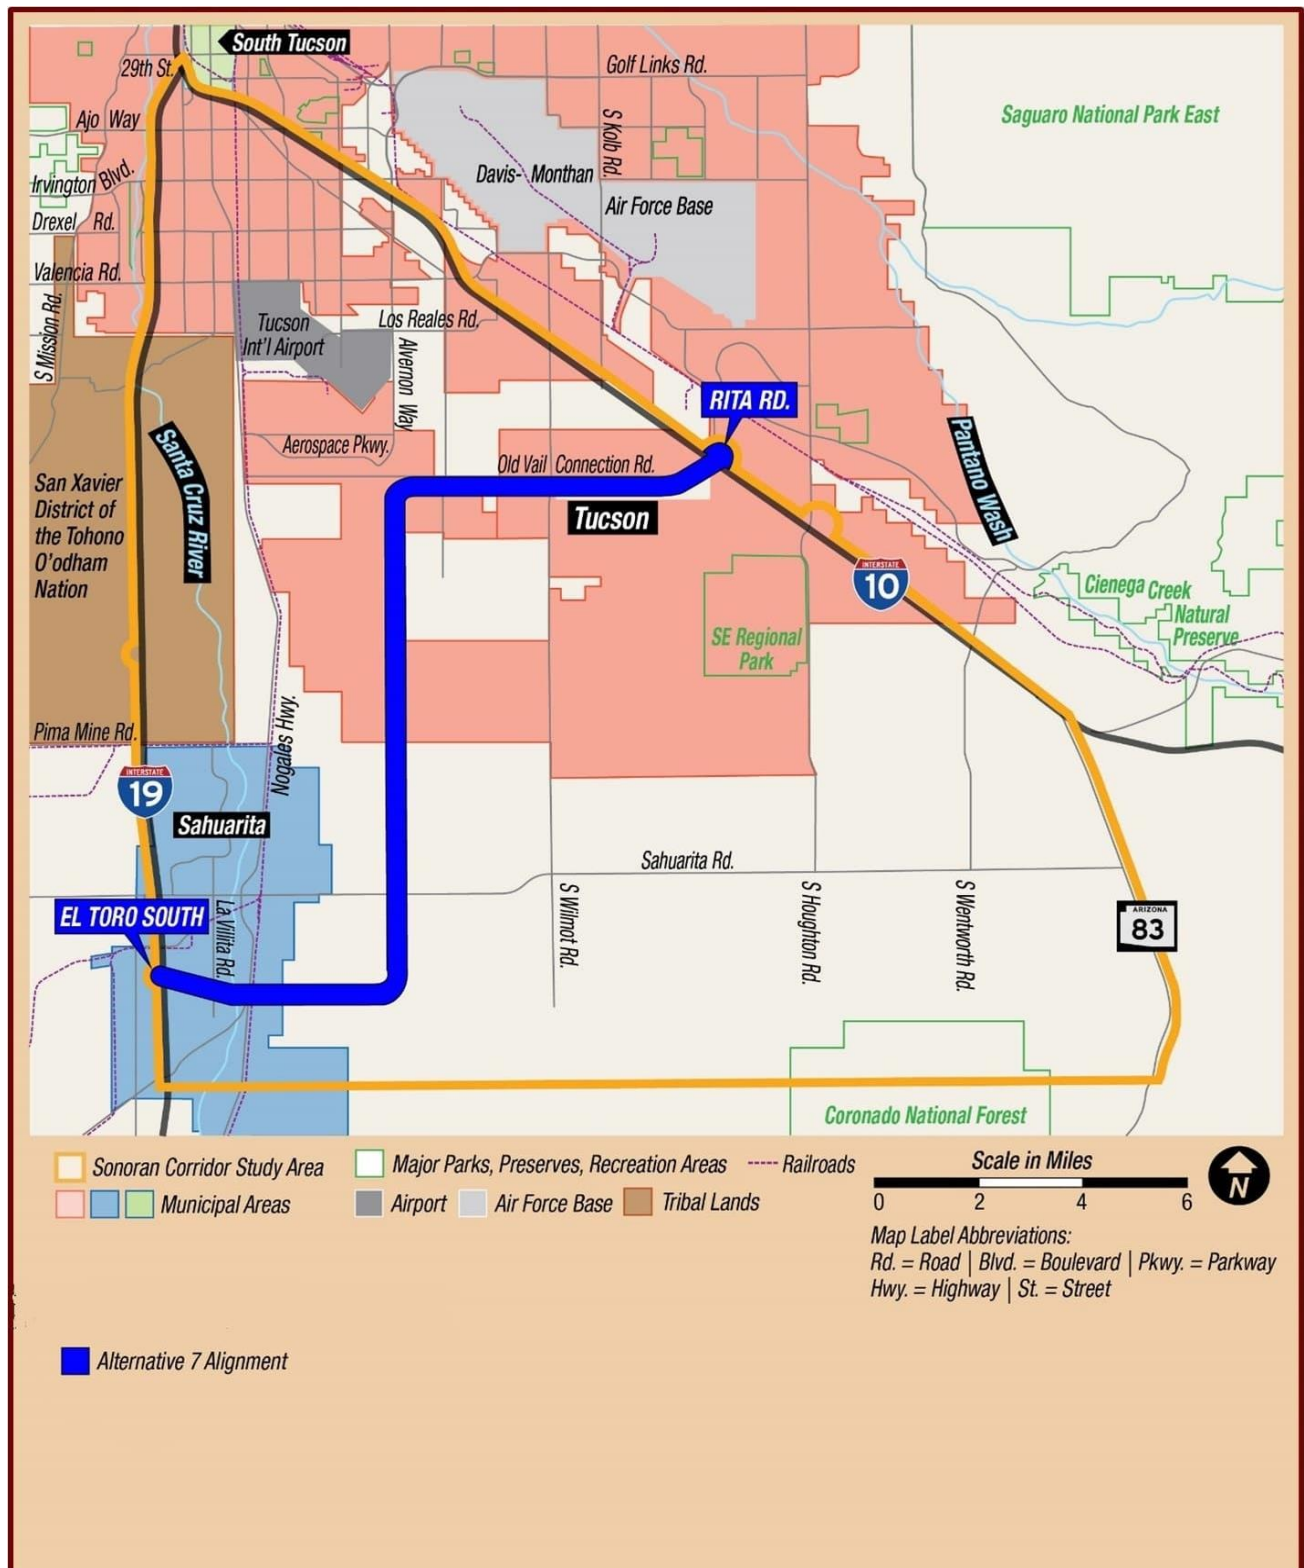 South Tucson
29th St.
Golf Links Rd.
Ajo Way
S Kolb Rd.
Saguaro National Park East
Irvington Blvd.
Davis- Monthan
Air Force Base
Drexel Rd.
Valencia Rd.
S Mission Rd.
Tucson
Int'l Airport
Los Reales Rd.
Alvernon Way
RITA RD.
Aerospace Pkwy.
Old Vail Connection Rd.
Pantano Wash
Santa Cruz River
San Xavier
District of
the Tohono
O'odham
Nation
Tucson
INTERSTATE
10
Cienega Creek
Natural
Preserve
SE Regional
Park
Pima Mine Rd.
Nogales Hwy.
INTERSTATE
19
Sahuarita
Sahuarita Rd.
EL TORO SOUTH
La Villita Rd.
S Wilmot Rd.
S Houghton Rd.
S Wentworth Rd.
ARIZONA
83
Coronado National Forest
Sonoran Corridor Study Area
Major Parks, Preserves, Recreation Areas
Railroads
Municipal Areas
Airport
Air Force Base
Tribal Lands
Scale in Miles
0 2 4 6
N
Map Label Abbreviations:
Rd. = Road | Blvd. = Boulevard | Pkwy. = Parkway
Hwy. = Highway | St. = Street
Alternative 7 Alignment